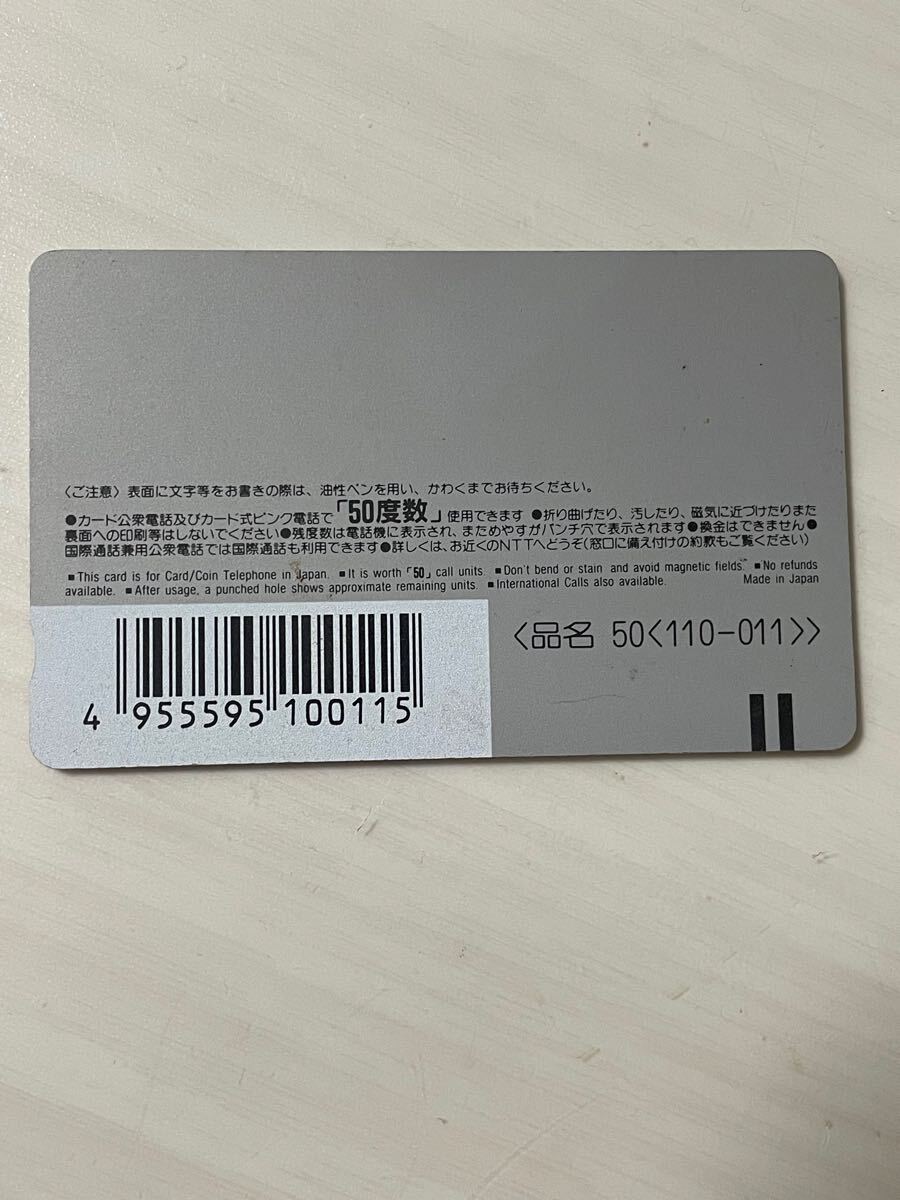 〈ご注意〉表面に文字等をお書きの際は、油性ペンを用い、かわくまでお待ちください。
●カード公衆電話及びカード式ピンク電話で「50度数」使用できます ●折り曲げたり、汚したり、磁気に近づけたりまた
裏面への印刷等はしないでください●残度数は電話機に表示され、まためやすがパンチ穴で表示されます●換金はできません●
国際通話兼用公衆電話では国際通話も利用できます●詳しくは、お近くのNTTへどうぞ(窓口に備え付けの約款もご覧ください)
■This card is for Card/Coin Telephone in Japan. ■It is worth「50」call units. ■Don't bend or stain and avoid magnetic fields. ■No refunds
available. ■After usage, a punched hole shows approximate remaining units. ■International Calls also available. Made in Japan
〈品名 50〈110-011〉〉
4 955595 100115